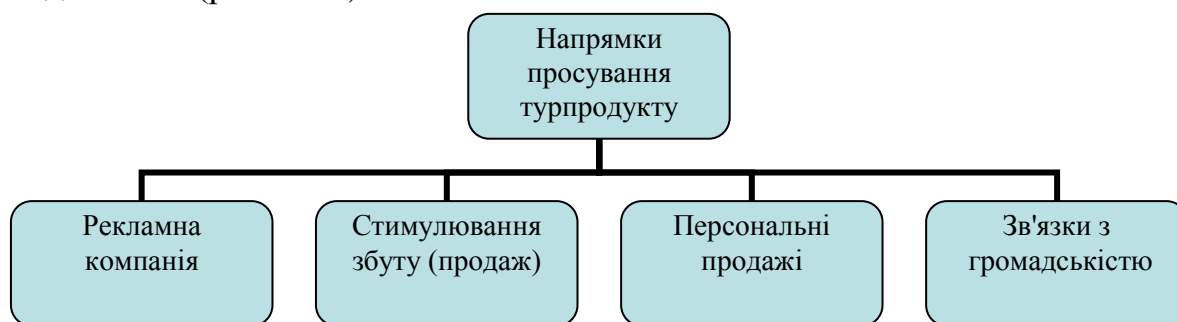 Напрямки
просування
турпродукту
Рекламна
компанія
Стимулювання
збуту (продаж)
Персональні
продажі
Зв'язки з
громадськістю